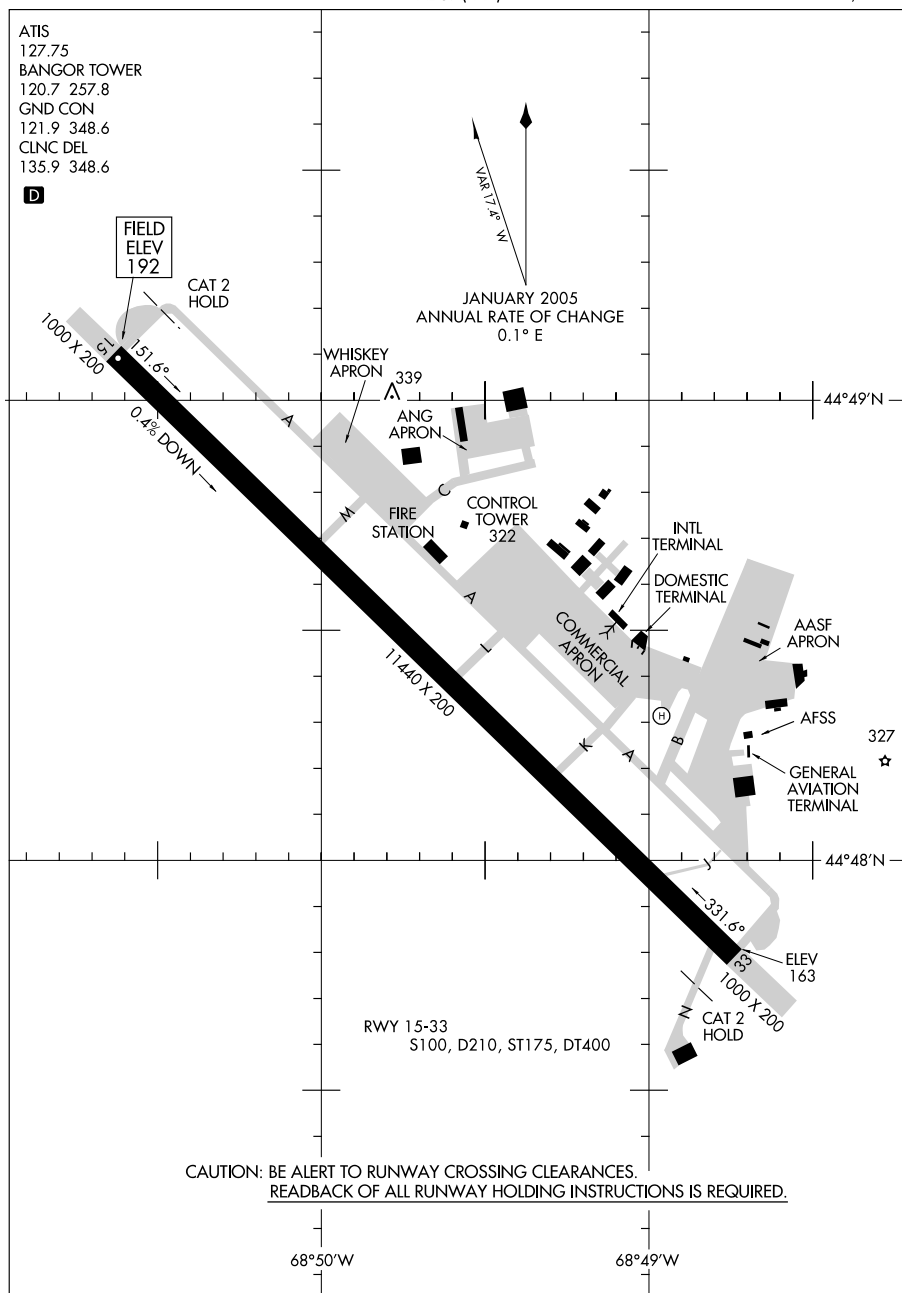 ATIS
127.75
BANGOR TOWER
120.7 257.8
GND CON
121.9 348.6
CLNC DEL
135.9 348.6
D
VAR 17.4° W
JANUARY 2005
ANNUAL RATE OF CHANGE
0.1° E
FIELD
ELEV
192
CAT 2
HOLD
1000 X 200
15
151.6°
0.4% DOWN
A
WHISKEY
APRON
339
44°49'N
ANG
APRON
C
M
FIRE
STATION
CONTROL
TOWER
322
INTL
TERMINAL
DOMESTIC
TERMINAL
A
COMMERCIAL
APRON
AASF
APRON
L
11440 X 200
H
K
A
B
AFSS
327
GENERAL
AVIATION
TERMINAL
J
44°48'N
331.6°
33
ELEV
163
1000 X 200
N
CAT 2
HOLD
RWY 15-33
S100, D210, ST175, DT400
CAUTION: BE ALERT TO RUNWAY CROSSING CLEARANCES.
READBACK OF ALL RUNWAY HOLDING INSTRUCTIONS IS REQUIRED.
68°50'W
68°49'W